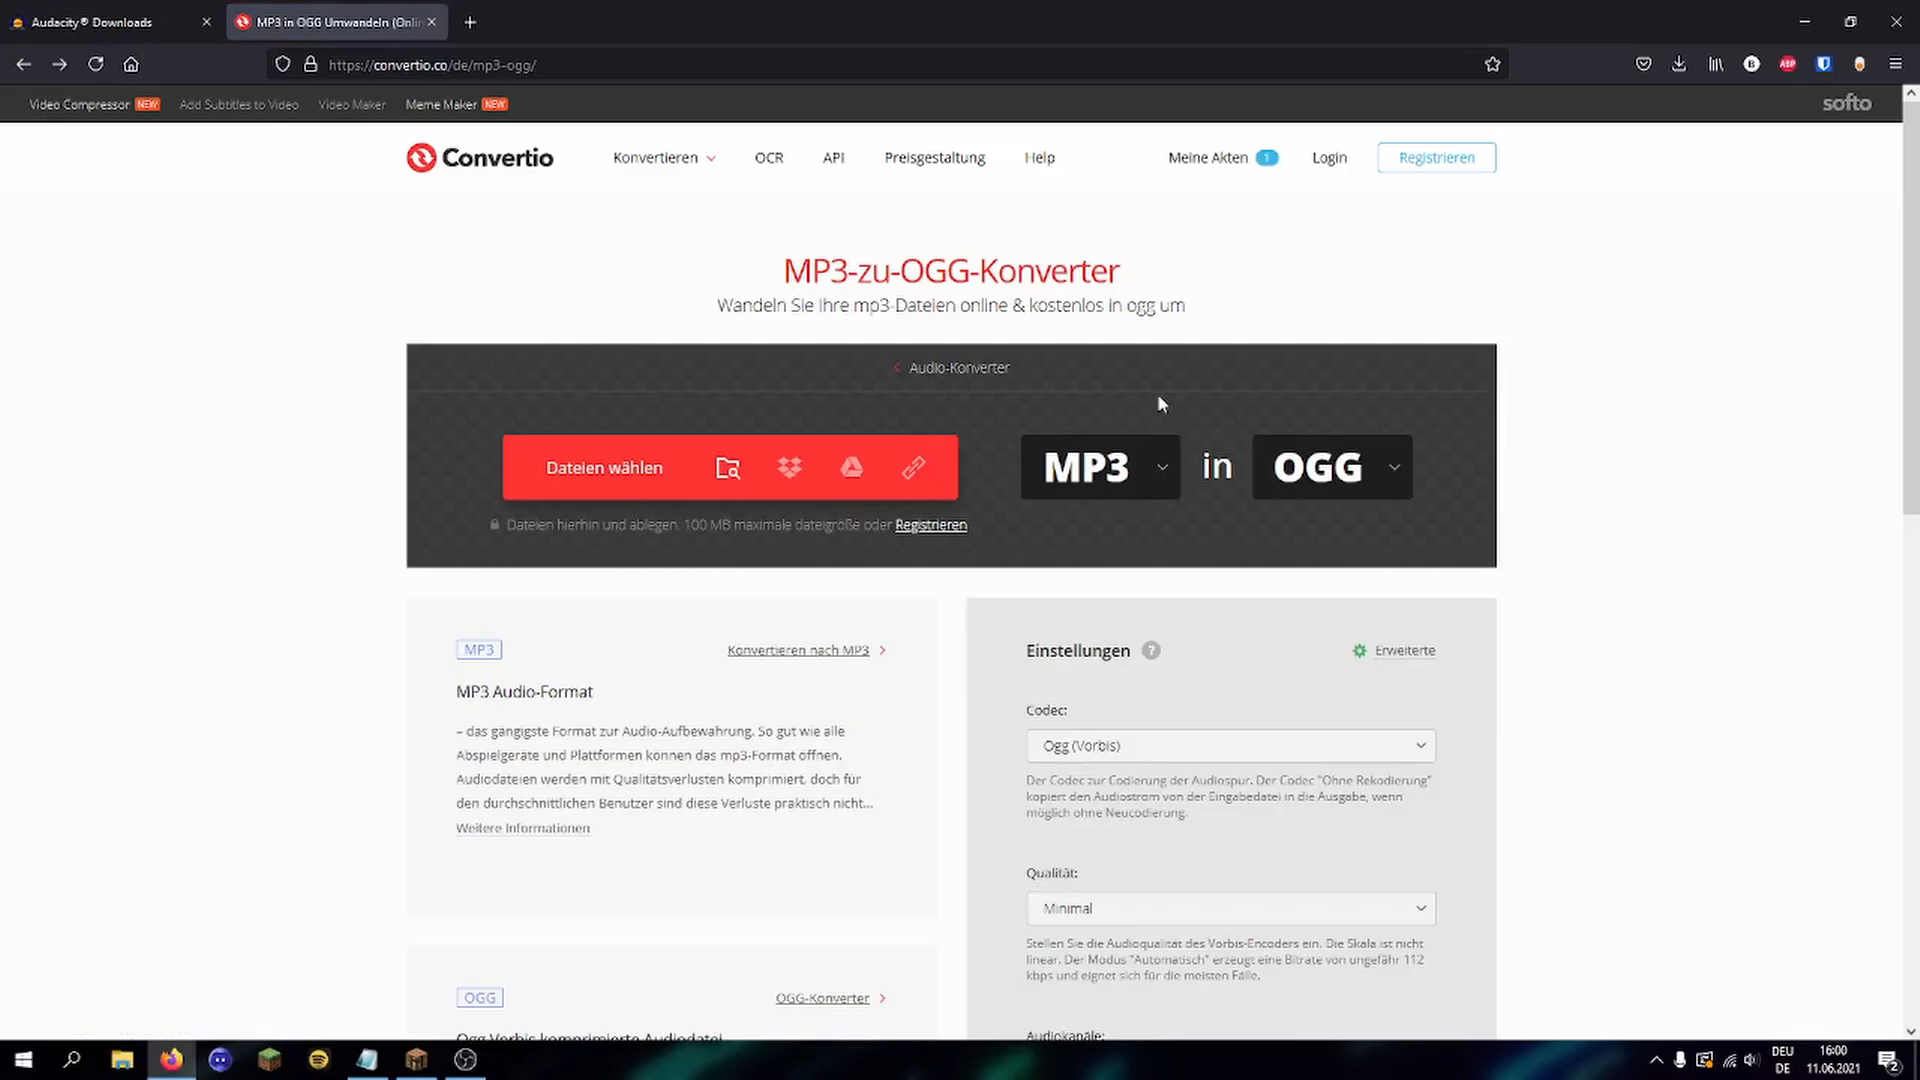 Audacity® Downloads
MP3 in OGG Umwandeln (Onlin
https://convertio.co/de/mp3-ogg/
ABP
Video Compressor NEW Add Subtitles to Video Video Maker Meme Maker NEW
softo
Convertio
Konvertieren OCR API Preisgestaltung Help
Meine Akten 1 Login Registrieren
MP3-zu-OGG-Konverter
Wandeln Sie Ihre mp3-Dateien online & kostenlos in ogg um
Audio-Konverter
Dateien wählen
MP3 in OGG
Dateien hierhin und ablegen. 100 MB maximale dateigröße oder Registrieren
MP3
Konvertieren nach MP3
MP3 Audio-Format
– das gängigste Format zur Audio-Aufbewahrung. So gut wie alle
Abspielgeräte und Plattformen können das mp3-Format öffnen.
Audiodateien werden mit Qualitätsverlusten komprimiert, doch für
den durchschnittlichen Benutzer sind diese Verluste praktisch nicht...
Weitere Informationen
OGG
OGG-Konverter
Ogg Vorbis komprimierte Audiodatei
Einstellungen ?
Erweiterte
Codec:
Ogg (Vorbis)
Der Codec zur Codierung der Audiospur. Der Codec "Ohne Rekodierung"
kopiert den Audiostrom von der Eingabedatei in die Ausgabe, wenn
möglich ohne Neucodierung.
Qualität:
Minimal
Stellen Sie die Audioqualität des Vorbis-Encoders ein. Die Skala ist nicht
linear. Der Modus "Automatisch" erzeugt eine Bitrate von ungefähr 112
kbps und eignet sich für die meisten Fälle.
Audiokanäle:
DEU
DE
16:00
11.06.2021
2